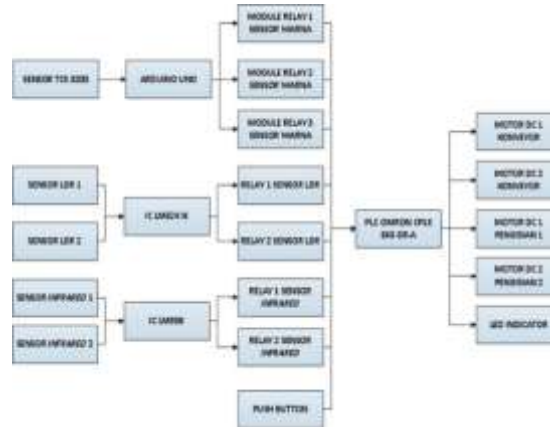 MODULE RELAY 1
SENSOR WARNA
SENSOR TCS 3200
ARDUINO UNO
MODULE RELAY 2
SENSOR WARNA
MODULE RELAY 3
SENSOR WARNA
SENSOR LDR 1
SENSOR LDR 2
IC
RELAY 1 SENSOR LDR
RELAY 2 SENSOR LDR
SENSOR INFRARED 1
SENSOR INFRARED 2
IC
RELAY 1 SENSOR
INFRARED
RELAY 2 SENSOR
INFRARED
PUSH BUTTON
PLC OMRON CP1E
MOTOR DC 1
KONVEYOR
MOTOR DC 2
KONVEYOR
MOTOR DC 1
PENGISIAN 1
MOTOR DC 2
PENGISIAN 2
LED INDICATOR